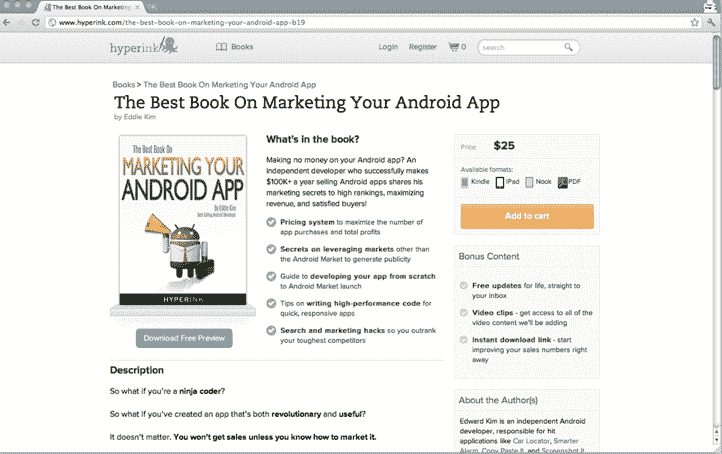 The Best Book On Marketing
www.hyperink.com/the-best-book-on-marketing-your-android-app-b19
hyperink
Books
Login
Register
0
search
Books > The Best Book On Marketing Your Android App
The Best Book On Marketing Your Android App
by Eddie Kim
The Best Book On
MARKETING YOUR
ANDROID APP
By Eddie Kim
Best Selling Android Developer
HYPERINK
Download Free Preview
What's in the book?
Making no money on your Android app? An
independent developer who successfully makes
$100K+ a year selling Android apps shares his
marketing secrets to high rankings, maximizing
revenue, and satisfied buyers!
Pricing system to maximize the number of
app purchases and total profits
Secrets on leveraging markets other than
the Android Market to generate publicity
Guide to developing your app from scratch
to Android Market launch
Tips on writing high-performance code for
quick, responsive apps
Search and marketing hacks so you outrank
your toughest competitors
Price: $25
Available formats:
Kindle iPad Nook PDF
Add to cart
Bonus Content
Free updates for life, straight to
your inbox
Video clips - get access to all of the
video content we'll be adding
Instant download link - start
improving your sales numbers right
away
About the Author(s)
Edward Kim is an independent Android
developer, responsible for hit
applications like Car Locator, Smarter
Alarm, Copy Paste It, and Screenshot It
Description
So what if you're a ninja coder?
So what if you've created an app that's both revolutionary and useful?
It doesn't matter. You won't get sales unless you know how to market it.